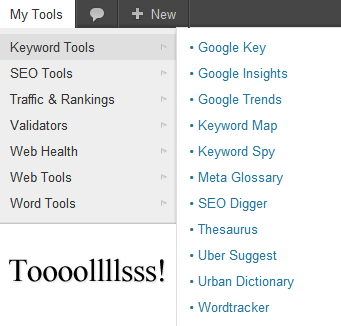 My Tools
New
Keyword Tools
SEO Tools
Traffic & Rankings
Validators
Web Health
Web Tools
Word Tools
Toooollllsss!
• Google Key
• Google Insights
• Google Trends
• Keyword Map
• Keyword Spy
• Meta Glossary
• SEO Digger
• Thesaurus
• Uber Suggest
• Urban Dictionary
• Wordtracker